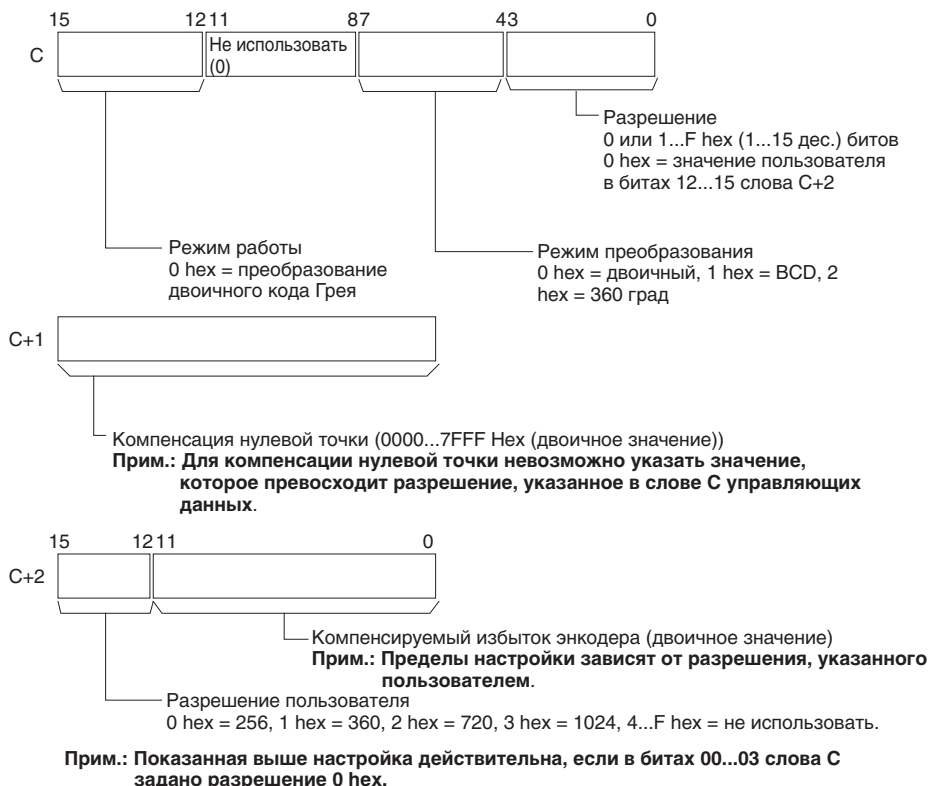 15 12 11 8 7 4 3 0
C
Не использовать
(0)
Разрешение
0 или 1...F hex (1...15 дес.) битов
0 hex = значение пользователя
в битах 12...15 слова C+2
Режим работы
0 hex = преобразование
двоичного кода Грея
Режим преобразования
0 hex = двоичный, 1 hex = BCD, 2
hex = 360 град
C+1
Компенсация нулевой точки (0000...7FFF Hex (двоичное значение))
Прим.: Для компенсации нулевой точки невозможно указать значение,
которое превосходит разрешение, указанное в слове C управляющих
данных.
15 12 11 0
C+2
Компенсируемый избыток энкодера (двоичное значение)
Прим.: Пределы настройки зависят от разрешения, указанного
пользователем.
Разрешение пользователя
0 hex = 256, 1 hex = 360, 2 hex = 720, 3 hex = 1024, 4...F hex = не использовать.
Прим.: Показанная выше настройка действительна, если в битах 00...03 слова C
задано разрешение 0 hex.